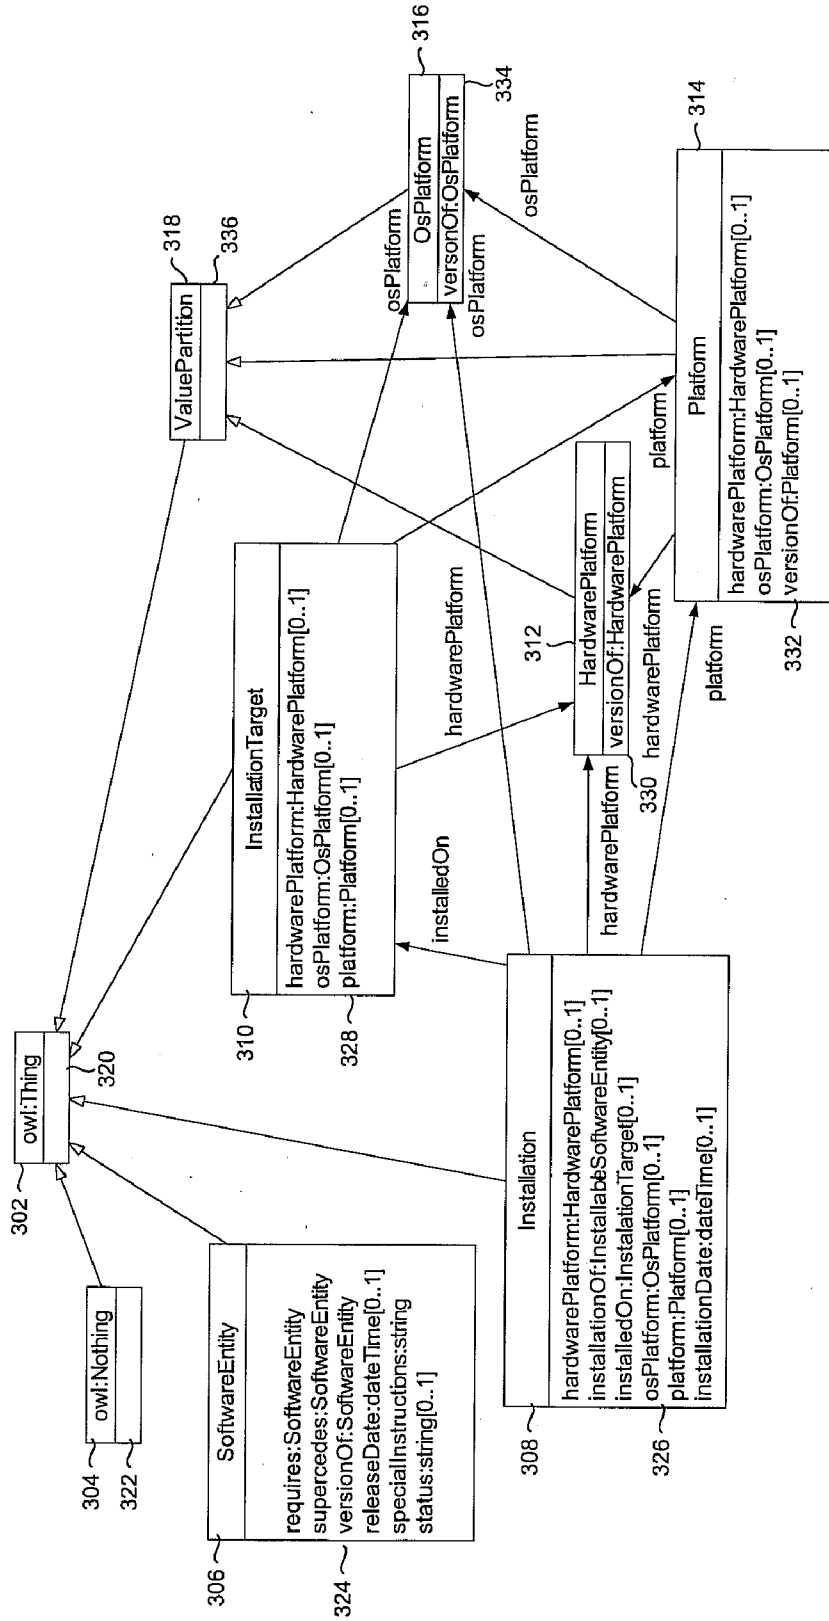 302
owl:Thing
320
304
owl:Nothing
322
306
SoftwareEntity
requires:SoftwareEntity
supercedes:SoftwareEntity
versionOf:SoftwareEntity
releaseDate:dateTime[0..1]
specialInstructions:string
status:string[0..1]
324
310
InstallationTarget
hardwarePlatform:HardwarePlatform[0..1]
osPlatform:OsPlatform[0..1]
platform:Platform[0..1]
328
ValuePartition
318
336
316
OsPlatform
versonOf:OsPlatform
334
osPlatform
osPlatform
osPlatform
installedOn
hardwarePlatform
platform
308
Installation
hardwarePlatform:HardwarePlatform[0..1]
installationOf:InstallabeSoftwareEntity[0..1]
installedOn:InstalationTarget[0..1]
osPlatform:OsPlatform[0..1]
platform:Platform[0..1]
installationDate:dateTime[0..1]
326
312
HardwarePlatform
versionOf:HardwarePlatform
330
hardwarePlatform
hardwarePlatform
platform
314
Platform
hardwarePlatform:HardwarePlatform[0..1]
osPlatform:OsPlatform[0..1]
versionOf:Platform[0..1]
332